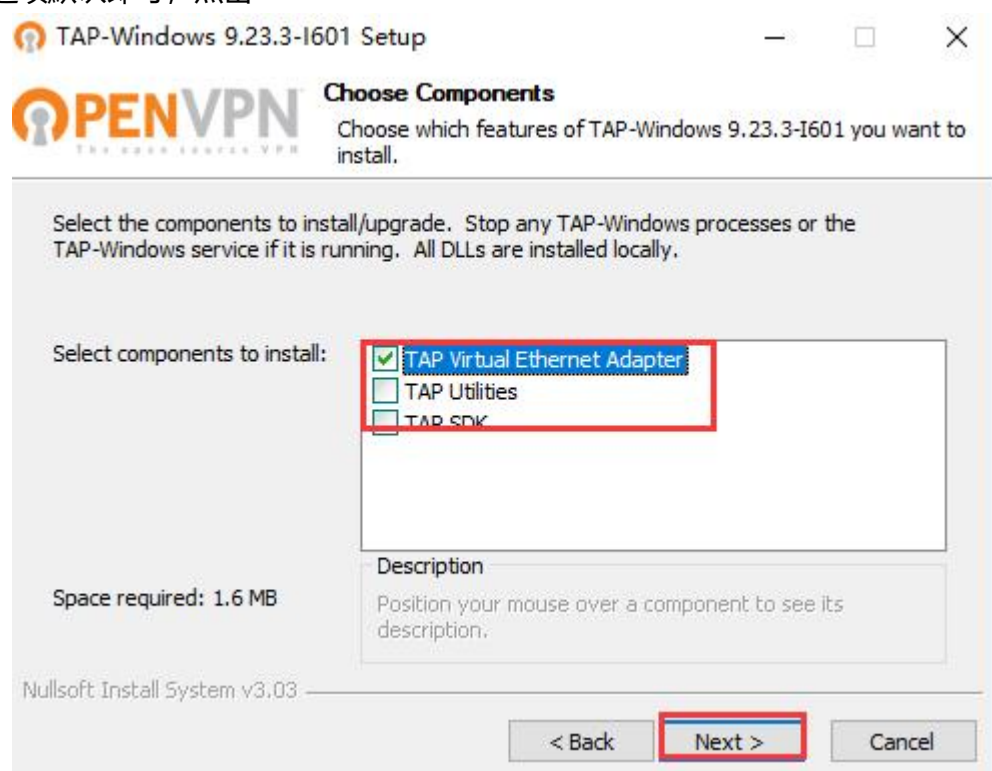 TAP-Windows 9.23.3-I601 Setup
OPENVPN
The open source VPN
Choose Components
Choose which features of TAP-Windows 9.23.3-I601 you want to
install.
Select the components to install/upgrade. Stop any TAP-Windows processes or the
TAP-Windows service if it is running. All DLLs are installed locally.
Select components to install:
TAP Virtual Ethernet Adapter
TAP Utilities
TAP SDK
Space required: 1.6 MB
Description
Position your mouse over a component to see its
description.
Nullsoft Install System v3.03
< Back
Next >
Cancel